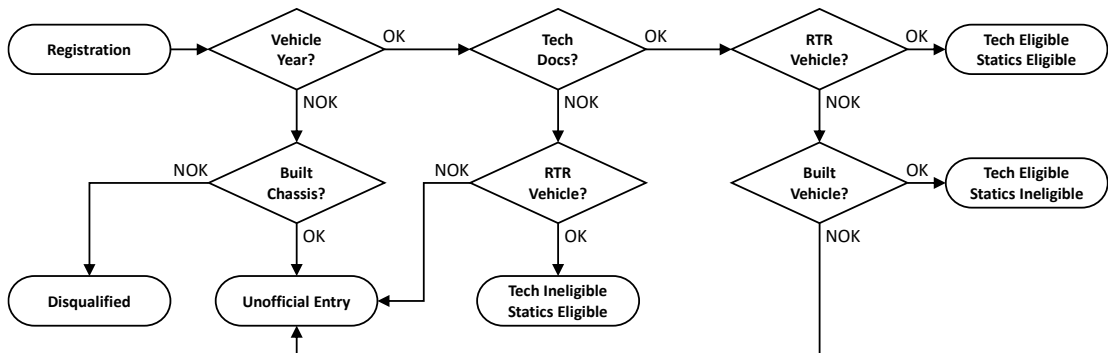 Registration
Vehicle
Year?
OK
Tech
Docs?
OK
RTR
Vehicle?
OK
Tech Eligible
Statics Eligible
NOK
NOK
NOK
NOK
Built
Chassis?
OK
NOK
RTR
Vehicle?
OK
Built
Vehicle?
OK
Tech Eligible
Statics Ineligible
NOK
Disqualified
Unofficial Entry
Tech Ineligible
Statics Eligible